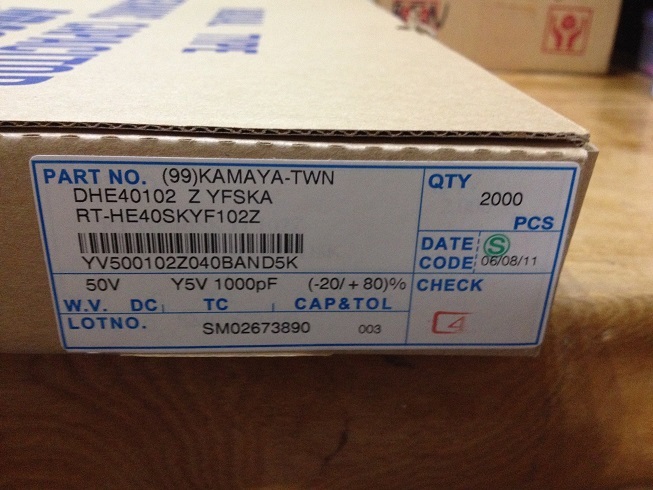 PART NO. (99)KAMAYA-TWN
DHE40102 Z YFSKA
RT-HE40SKYF102Z
YV500102Z040BAND5K
50V Y5V 1000pF (-20/ + 80)%
W.V. DC TC CAP&TOL
LOTNO. SM02673890 003
QTY
2000
PCS
DATE CODE S 06/08/11
CHECK
4